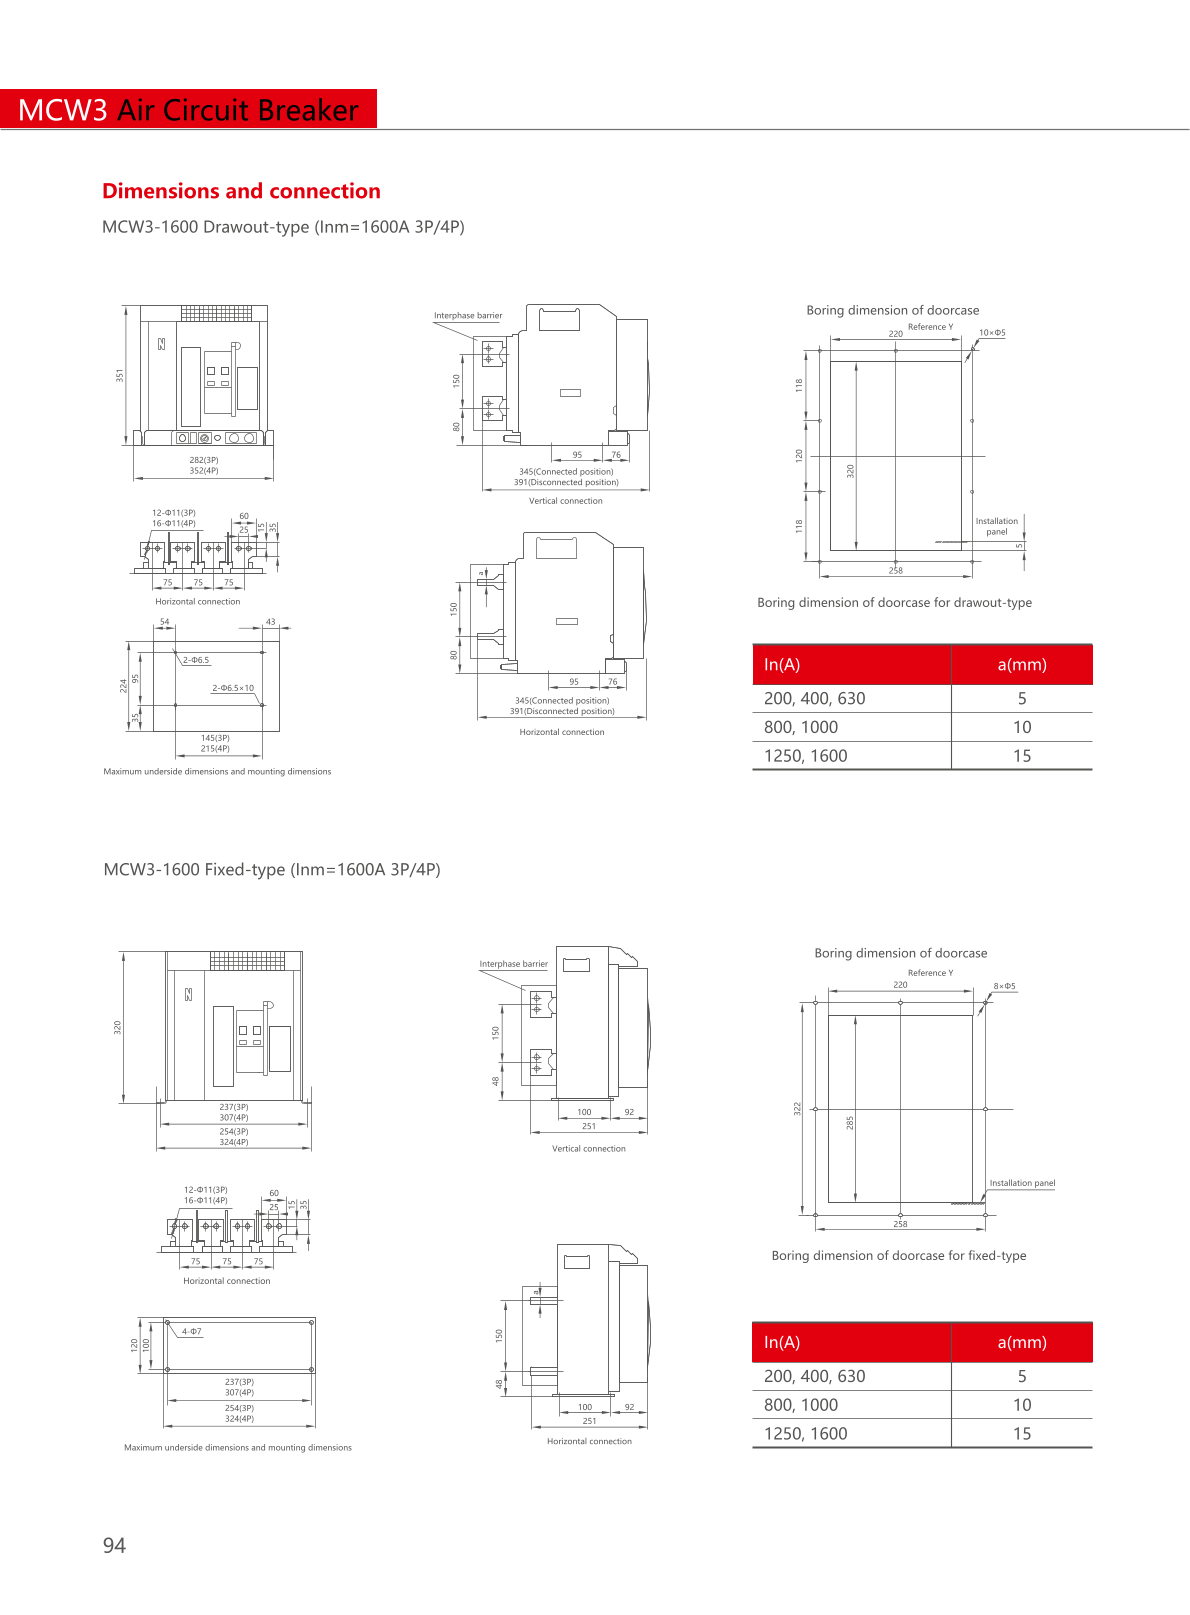 MCW3 Air Circuit Breaker
Dimensions and connection
MCW3-1600 Drawout-type (Inm=1600A 3P/4P)
351
282(3P)
352(4P)
12-Φ11(3P)
16-Φ11(4P)
60
25
15
35
75
75
75
Horizontal connection
54
43
2-Φ6.5
2-Φ6.5×10
224
95
35
145(3P)
215(4P)
Maximum underside dimensions and mounting dimensions
Interphase barrier
150
80
95
76
345(Connected position)
391(Disconnected position)
Vertical connection
a
150
80
95
76
345(Connected position)
391(Disconnected position)
Horizontal connection
Boring dimension of doorcase
Reference Y
220
10×Φ5
118
120
118
320
Installation
panel
5
258
Boring dimension of doorcase for drawout-type
In(A) a(mm)
200, 400, 630 5
800, 1000 10
1250, 1600 15
MCW3-1600 Fixed-type (Inm=1600A 3P/4P)
320
237(3P)
307(4P)
254(3P)
324(4P)
12-Φ11(3P)
16-Φ11(4P)
60
25
15
35
75
75
75
Horizontal connection
4-Φ7
120
100
237(3P)
307(4P)
254(3P)
324(4P)
Maximum underside dimensions and mounting dimensions
Interphase barrier
150
48
100
92
251
Vertical connection
a
150
48
100
92
251
Horizontal connection
Boring dimension of doorcase
Reference Y
220
8×Φ5
322
285
Installation panel
258
Boring dimension of doorcase for fixed-type
In(A) a(mm)
200, 400, 630 5
800, 1000 10
1250, 1600 15
94